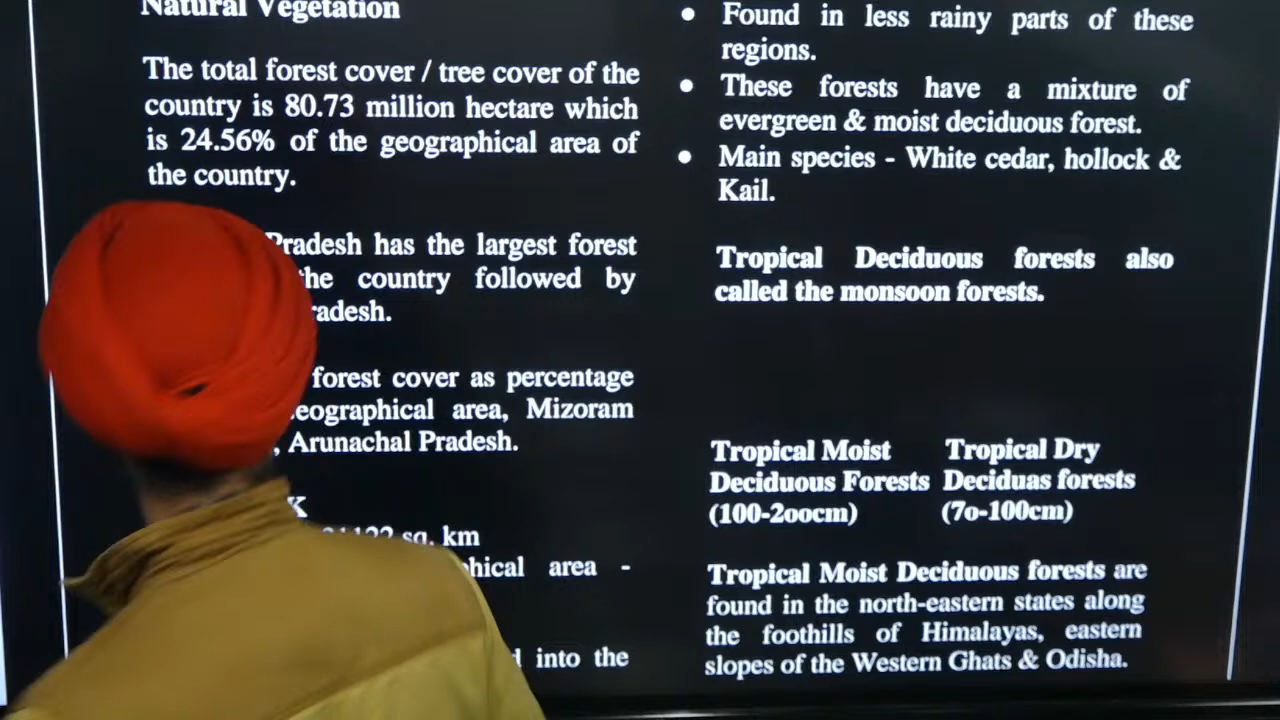 Natural Vegetation
The total forest cover / tree cover of the
country is 80.73 million hectare which
is 24.56% of the geographical area of
the country.
Pradesh has the largest forest
the country followed by
radesh.
forest cover as percentage
eographical area, Mizoram
, Arunachal Pradesh.
K
sq. km
hical area -
into the
• Found in less rainy parts of these
regions.
• These forests have a mixture of
evergreen & moist deciduous forest.
• Main species - White cedar, hollock &
Kail.
Tropical Deciduous forests also
called the monsoon forests.
Tropical Moist
Deciduous Forests
(100-2oocm)
Tropical Dry
Deciduas forests
(7o-100cm)
Tropical Moist Deciduous forests are
found in the north-eastern states along
the foothills of Himalayas, eastern
slopes of the Western Ghats & Odisha.